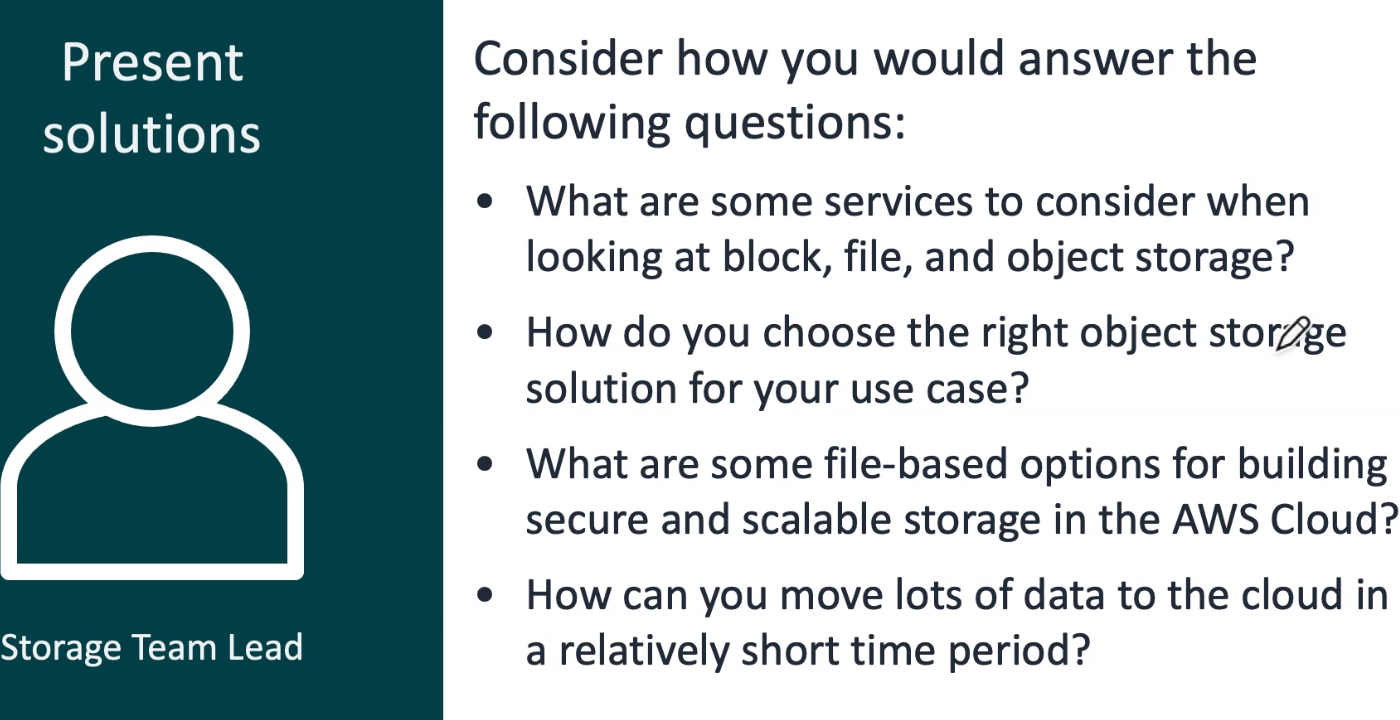 Present
solutions
Storage Team Lead
Consider how you would answer the
following questions:
• What are some services to consider when
looking at block, file, and object storage?
• How do you choose the right object storage
solution for your use case?
• What are some file-based options for building
secure and scalable storage in the AWS Cloud?
• How can you move lots of data to the cloud in
a relatively short time period?